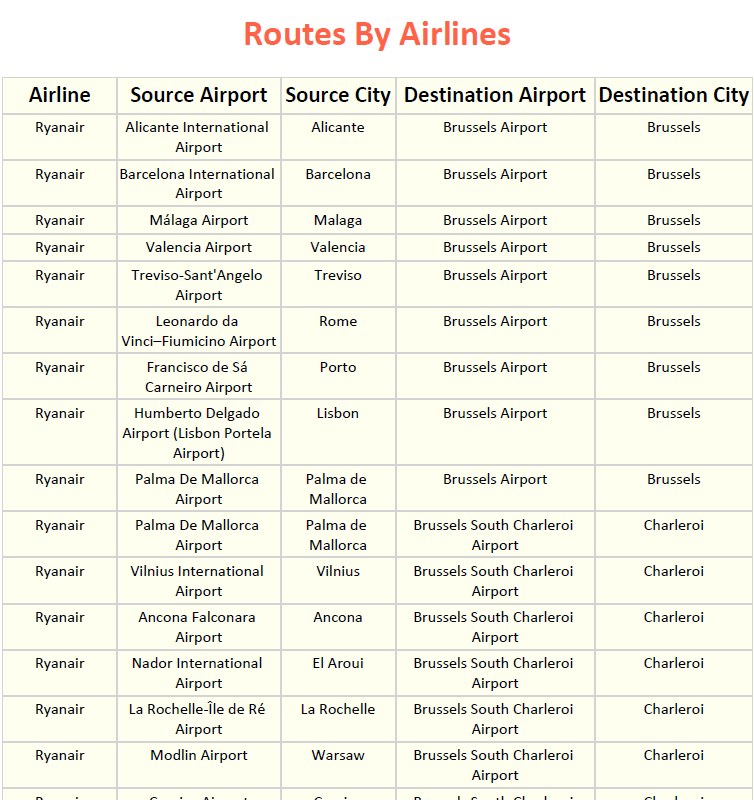 Routes By Airlines
Airline Source Airport Source City Destination Airport Destination City
Ryanair Alicante International Alicante Brussels Airport Brussels
Airport
Ryanair Barcelona International Barcelona Brussels Airport Brussels
Airport
Ryanair Málaga Airport Malaga Brussels Airport Brussels
Ryanair Valencia Airport Valencia Brussels Airport Brussels
Ryanair Treviso-Sant'Angelo Treviso Brussels Airport Brussels
Airport
Ryanair Leonardo da Rome Brussels Airport Brussels
Vinci–Fiumicino Airport
Ryanair Francisco de Sá Porto Brussels Airport Brussels
Carneiro Airport
Ryanair Humberto Delgado Lisbon Brussels Airport Brussels
Airport (Lisbon Portela
Airport)
Ryanair Palma De Mallorca Palma de Brussels Airport Brussels
Airport Mallorca
Ryanair Palma De Mallorca Palma de Brussels South Charleroi Charleroi
Airport Mallorca Airport
Ryanair Vilnius International Vilnius Brussels South Charleroi Charleroi
Airport Airport
Ryanair Ancona Falconara Ancona Brussels South Charleroi Charleroi
Airport Airport
Ryanair Nador International El Aroui Brussels South Charleroi Charleroi
Airport Airport
Ryanair La Rochelle-Île de Ré La Rochelle Brussels South Charleroi Charleroi
Airport Airport
Ryanair Modlin Airport Warsaw Brussels South Charleroi Charleroi
Airport